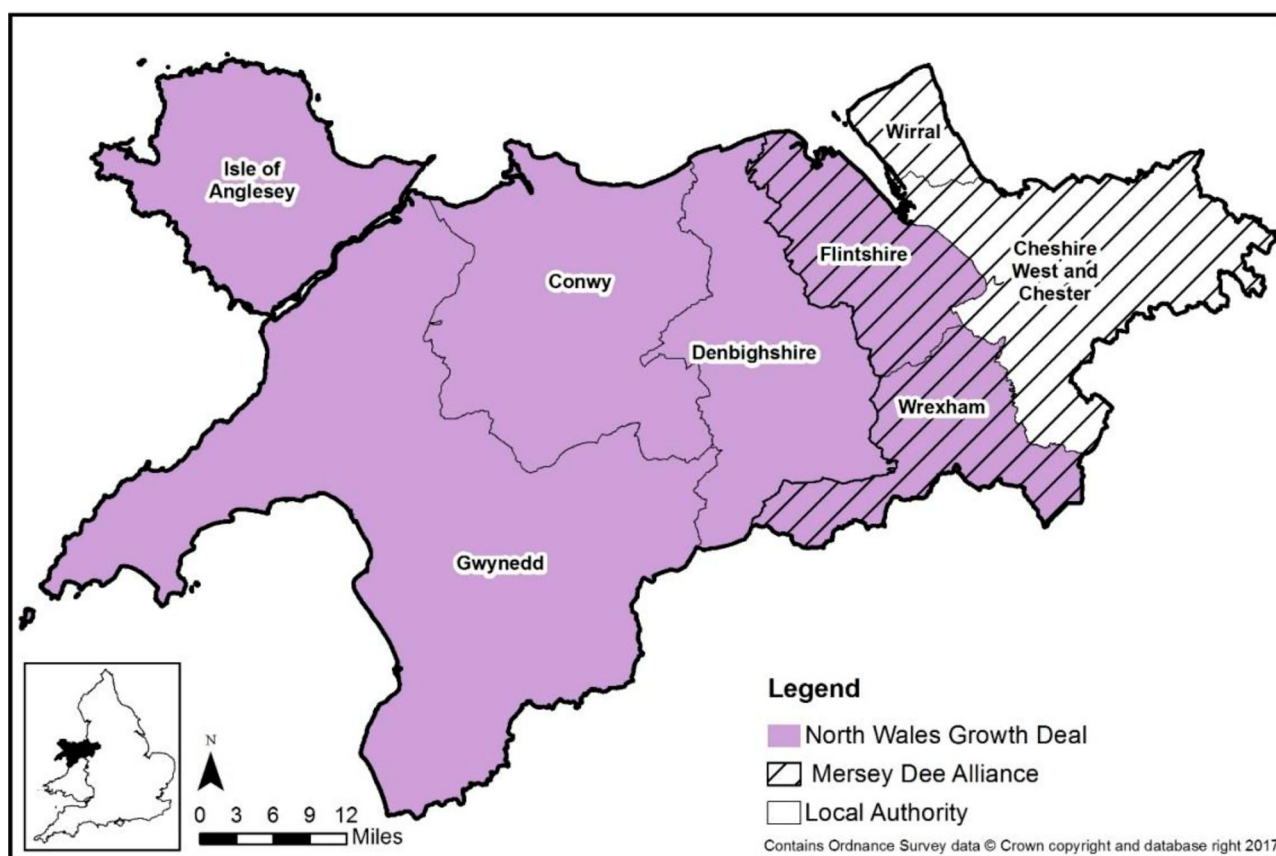 Wirral
Isle of
Anglesey
Flintshire
Cheshire
West and
Chester
Conwy
Denbighshire
Wrexham
Gwynedd
N
0 3 6 9 12
Miles
Legend
North Wales Growth Deal
Mersey Dee Alliance
Local Authority
Contains Ordnance Survey data © Crown copyright and database right 2017